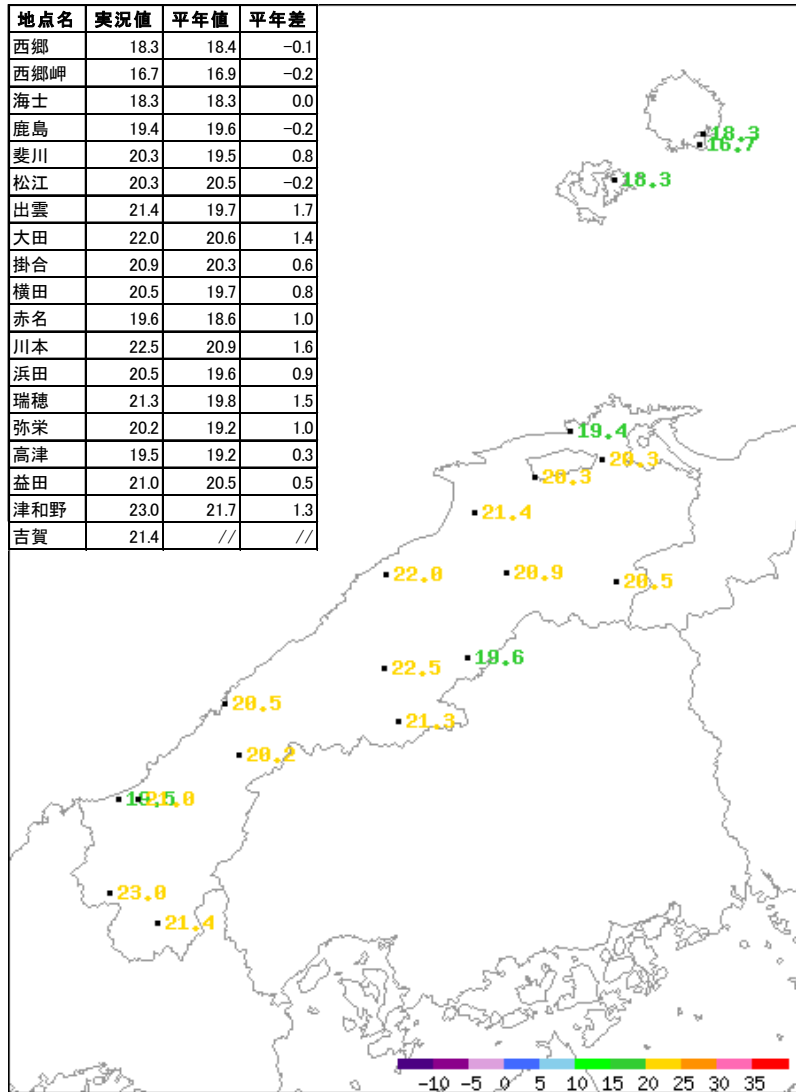 地点名 実況値 平年値 平年差
西郷 18.3 18.4 −0.1
西郷岬 16.7 16.9 −0.2
海士 18.3 18.3 0.0
鹿島 19.4 19.6 −0.2
斐川 20.3 19.5 0.8
松江 20.3 20.5 −0.2
出雲 21.4 19.7 1.7
大田 22.0 20.6 1.4
掛合 20.9 20.3 0.6
横田 20.5 19.7 0.8
赤名 19.6 18.6 1.0
川本 22.5 20.9 1.6
浜田 20.5 19.6 0.9
瑞穂 21.3 19.8 1.5
弥栄 20.2 19.2 1.0
高津 19.5 19.2 0.3
益田 21.0 20.5 0.5
津和野 23.0 21.7 1.3
吉賀 21.4 // //
18.3
16.7
18.3
19.4
20.3
20.3
21.4
22.0
20.9
20.5
19.6
22.5
20.5
21.3
20.2
19.5
21.0
23.0
21.4
-10 -5 0 5 10 15 20 25 30 35